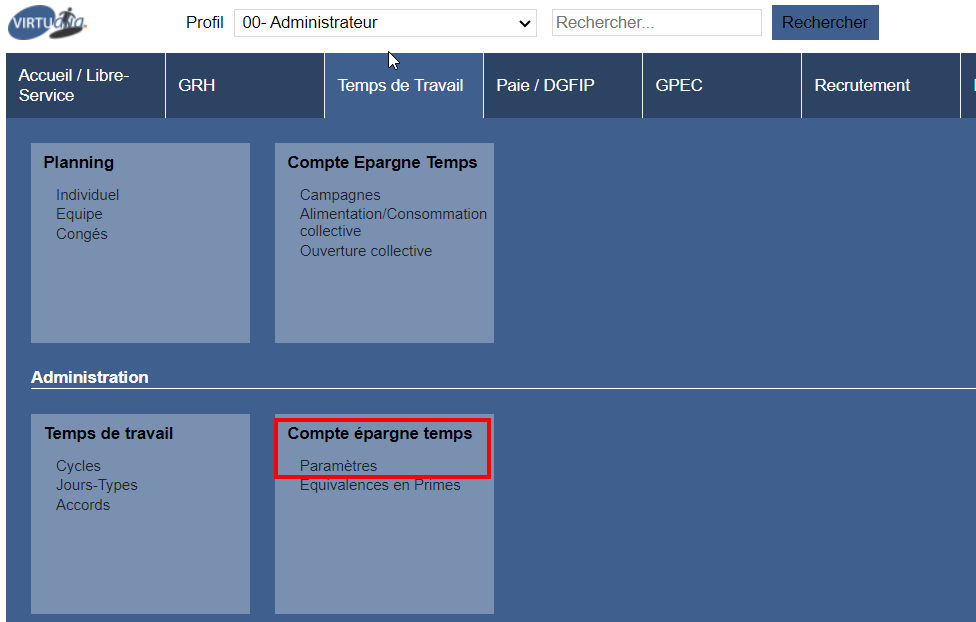 VIRTUALIA
Profil
00- Administrateur
Rechercher...
Rechercher
Accueil / Libre-
Service
GRH
Temps de Travail
Paie / DGFIP
GPEC
Recrutement
Planning
Individuel
Equipe
Congés
Compte Epargne Temps
Campagnes
Alimentation/Consommation
collective
Ouverture collective
Administration
Temps de travail
Cycles
Jours-Types
Accords
Compte épargne temps
Paramètres
Equivalences en Primes